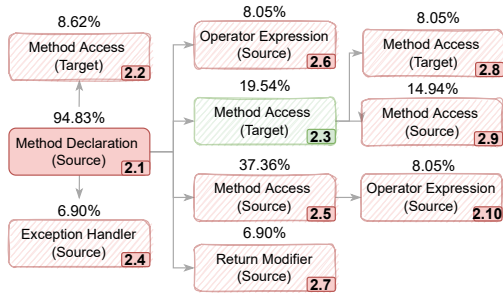 8.62%
Method Access
(Target)
2.2
94.83%
Method Declaration
(Source)
2.1
6.90%
Exception Handler
(Source)
2.4
8.05%
Operator Expression
(Source)
2.6
19.54%
Method Access
(Target)
2.3
37.36%
Method Access
(Source)
2.5
6.90%
Return Modifier
(Source)
2.7
8.05%
Method Access
(Target)
2.8
14.94%
Method Access
(Source)
2.9
8.05%
Operator Expression
(Source)
2.10